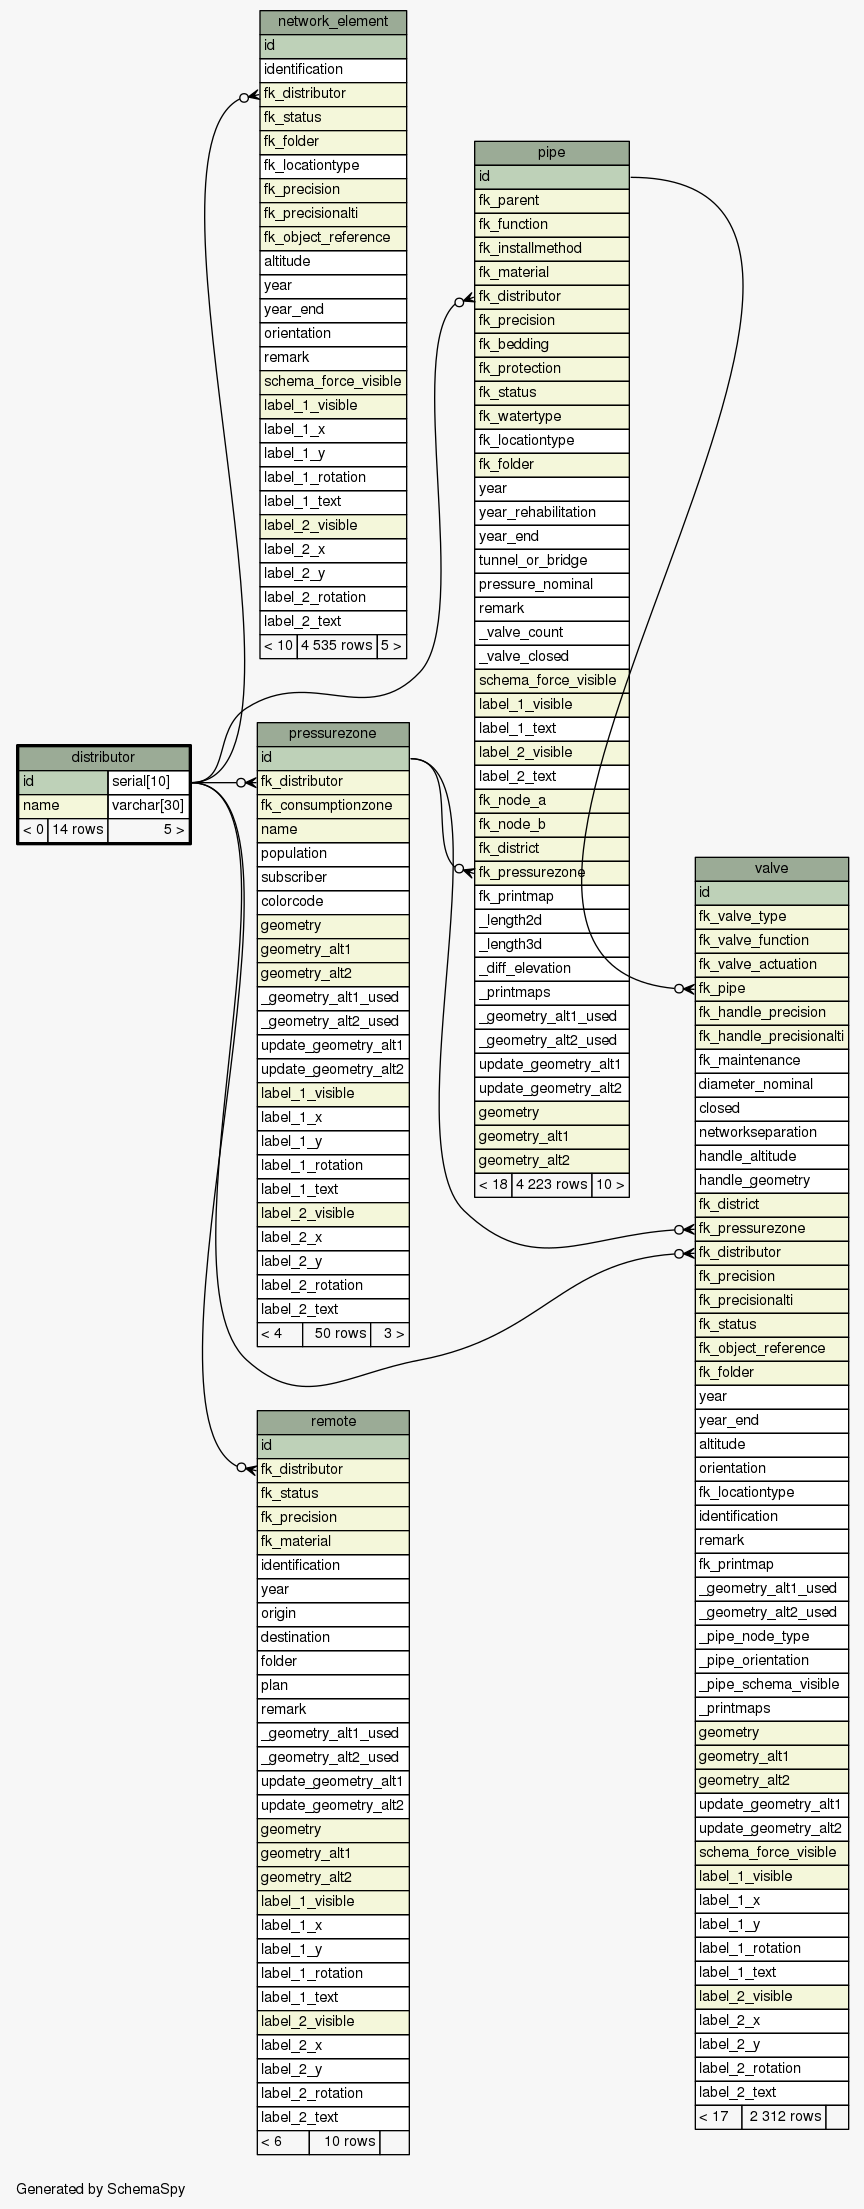 network_element
id
identification
fk_distributor
fk_status
fk_folder
fk_locationtype
fk_precision
fk_precisionalti
fk_object_reference
altitude
year
year_end
orientation
remark
schema_force_visible
label_1_visible
label_1_x
label_1_y
label_1_rotation
label_1_text
label_2_visible
label_2_x
label_2_y
label_2_rotation
label_2_text
< 10 4 535 rows 5 >
pipe
id
fk_parent
fk_function
fk_installmethod
fk_material
fk_distributor
fk_precision
fk_bedding
fk_protection
fk_status
fk_watertype
fk_locationtype
fk_folder
year
year_rehabilitation
year_end
tunnel_or_bridge
pressure_nominal
remark
_valve_count
_valve_closed
schema_force_visible
label_1_visible
label_1_text
label_2_visible
label_2_text
fk_node_a
fk_node_b
fk_district
fk_pressurezone
fk_printmap
_length2d
_length3d
_diff_elevation
_printmaps
_geometry_alt1_used
_geometry_alt2_used
update_geometry_alt1
update_geometry_alt2
geometry
geometry_alt1
geometry_alt2
< 18 4 223 rows 10 >
distributor
id serial[10]
name varchar[30]
< 0 14 rows 5 >
pressurezone
id
fk_distributor
fk_consumptionzone
name
population
subscriber
colorcode
geometry
geometry_alt1
geometry_alt2
_geometry_alt1_used
_geometry_alt2_used
update_geometry_alt1
update_geometry_alt2
label_1_visible
label_1_x
label_1_y
label_1_rotation
label_1_text
label_2_visible
label_2_x
label_2_y
label_2_rotation
label_2_text
< 4 50 rows 3 >
valve
id
fk_valve_type
fk_valve_function
fk_valve_actuation
fk_pipe
fk_handle_precision
fk_handle_precisionalti
fk_maintenance
diameter_nominal
closed
networkseparation
handle_altitude
handle_geometry
fk_district
fk_pressurezone
fk_distributor
fk_precision
fk_precisionalti
fk_status
fk_object_reference
fk_folder
year
year_end
altitude
orientation
fk_locationtype
identification
remark
fk_printmap
_geometry_alt1_used
_geometry_alt2_used
_pipe_node_type
_pipe_orientation
_pipe_schema_visible
_printmaps
geometry
geometry_alt1
geometry_alt2
update_geometry_alt1
update_geometry_alt2
schema_force_visible
label_1_visible
label_1_x
label_1_y
label_1_rotation
label_1_text
label_2_visible
label_2_x
label_2_y
label_2_rotation
label_2_text
< 17 2 312 rows
remote
id
fk_distributor
fk_status
fk_precision
fk_material
identification
year
origin
destination
folder
plan
remark
_geometry_alt1_used
_geometry_alt2_used
update_geometry_alt1
update_geometry_alt2
geometry
geometry_alt1
geometry_alt2
label_1_visible
label_1_x
label_1_y
label_1_rotation
label_1_text
label_2_visible
label_2_x
label_2_y
label_2_rotation
label_2_text
< 6 10 rows
Generated by SchemaSpy